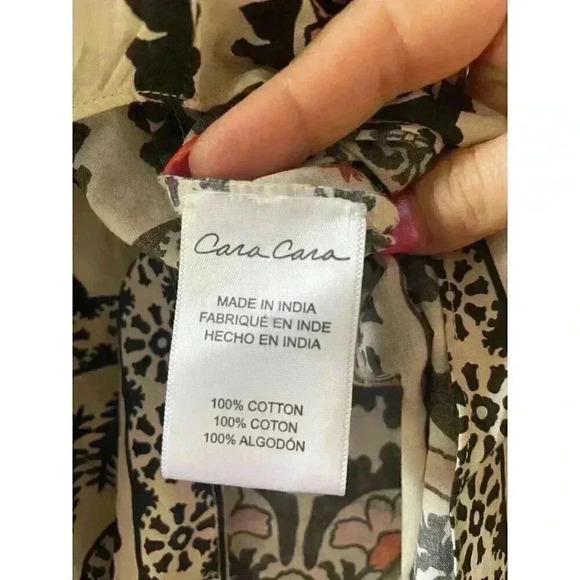 Cara Cara
MADE IN INDIA
FABRIQUÉ EN INDE
HECHO EN INDIA
100% COTTON
100% COTON
100% ALGODÓN